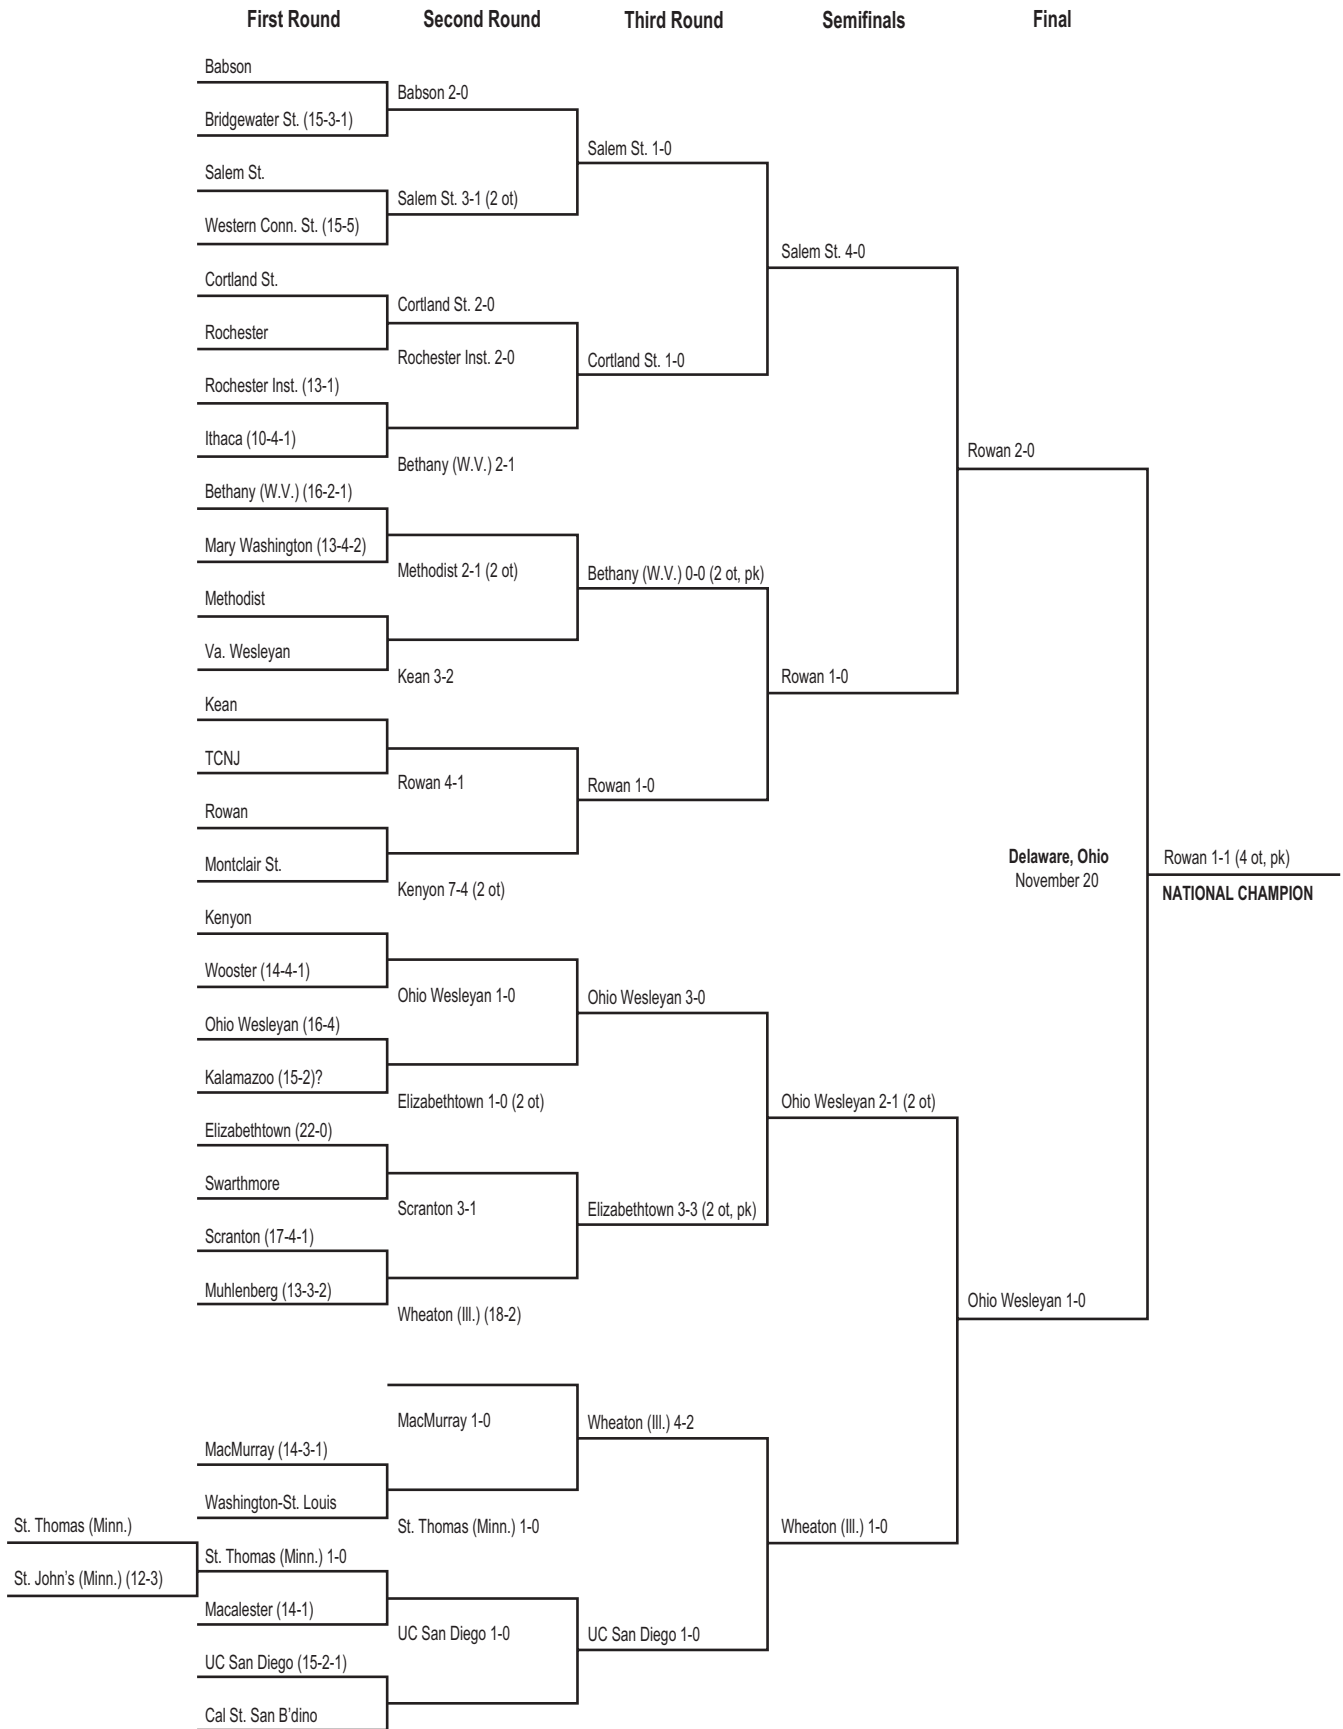 First Round
Second Round
Third Round
Semifinals
Final
Babson
Bridgewater St. (15-3-1)
Salem St.
Western Conn. St. (15-5)
Cortland St.
Rochester
Rochester Inst. (13-1)
Ithaca (10-4-1)
Bethany (W.V.) (16-2-1)
Mary Washington (13-4-2)
Methodist
Va. Wesleyan
Kean
TCNJ
Rowan
Montclair St.
Kenyon
Wooster (14-4-1)
Ohio Wesleyan (16-4)
Kalamazoo (15-2)?
Elizabethtown (22-0)
Swarthmore
Scranton (17-4-1)
Muhlenberg (13-3-2)
MacMurray (14-3-1)
Washington-St. Louis
St. Thomas (Minn.)
St. John's (Minn.) (12-3)
St. Thomas (Minn.) 1-0
Macalester (14-1)
UC San Diego (15-2-1)
Cal St. San B’dino
Babson 2-0
Salem St. 3-1 (2 ot)
Cortland St. 2-0
Rochester Inst. 2-0
Bethany (W.V.) 2-1
Methodist 2-1 (2 ot)
Kean 3-2
Rowan 4-1
Kenyon 7-4 (2 ot)
Ohio Wesleyan 1-0
Elizabethtown 1-0 (2 ot)
Scranton 3-1
Wheaton (Ill.) (18-2)
MacMurray 1-0
St. Thomas (Minn.) 1-0
UC San Diego 1-0
Salem St. 1-0
Cortland St. 1-0
Bethany (W.V.) 0-0 (2 ot, pk)
Rowan 1-0
Ohio Wesleyan 3-0
Elizabethtown 3-3 (2 ot, pk)
Wheaton (Ill.) 4-2
UC San Diego 1-0
Salem St. 4-0
Rowan 1-0
Ohio Wesleyan 2-1 (2 ot)
Wheaton (Ill.) 1-0
Rowan 2-0
Ohio Wesleyan 1-0
Delaware, Ohio
November 20
Rowan 1-1 (4 ot, pk)
NATIONAL CHAMPION